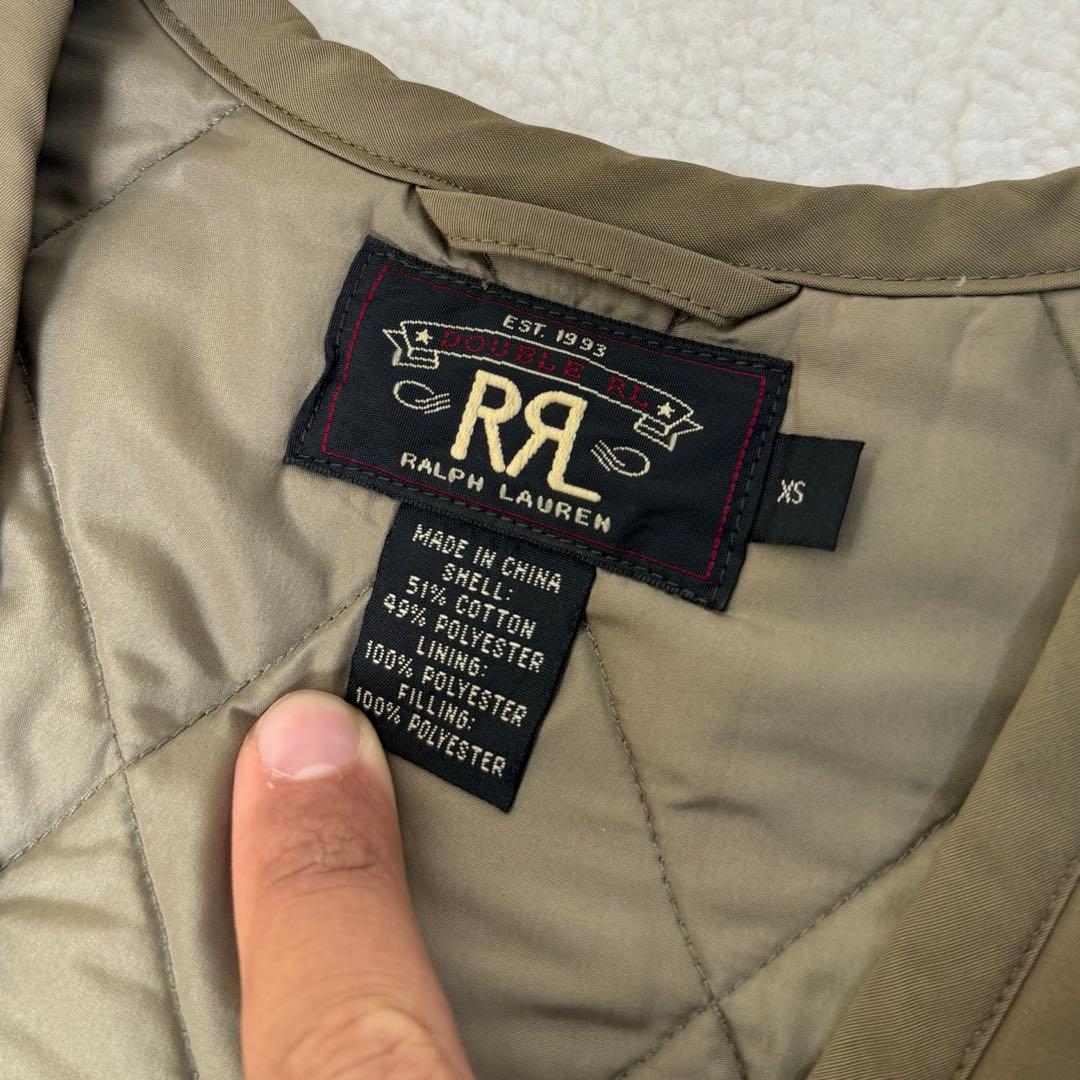 EST. 1993
DOUBLE RL
RRL
RALPH LAUREN
XS
MADE IN CHINA
SHELL:
51% COTTON
49% POLYESTER
LINING:
100% POLYESTER
FILLING:
100% POLYESTER